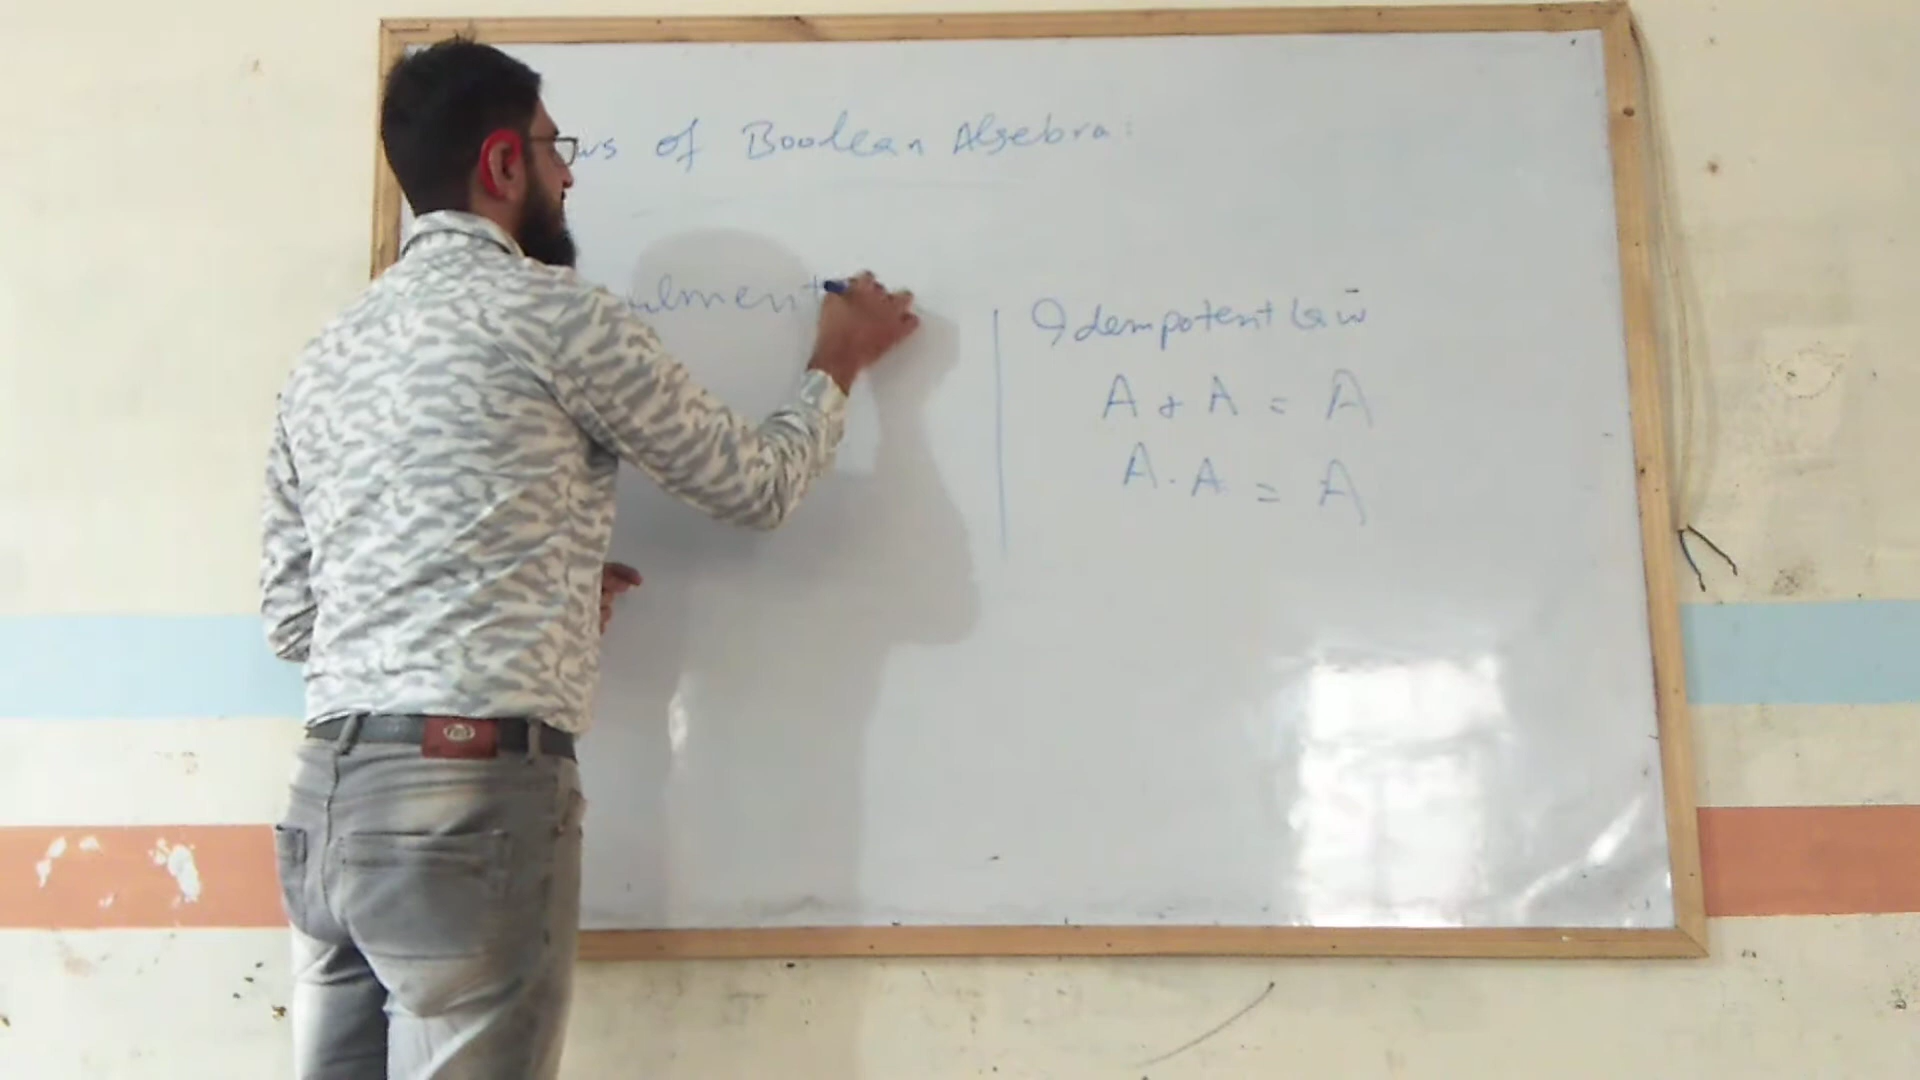 of Boolean Algebra:
Idempotent Law
A + A = A
A . A = A